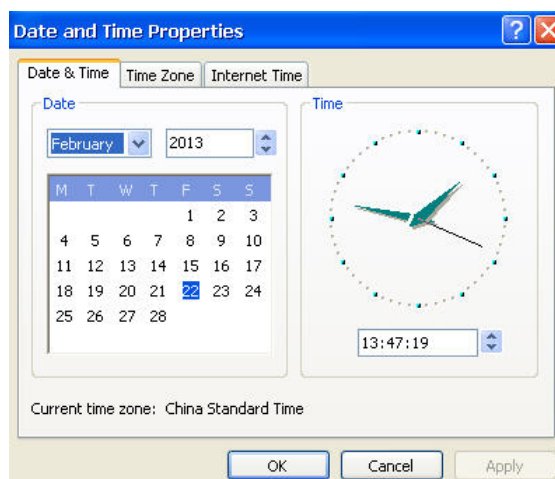 Date and Time Properties
Date & Time Time Zone Internet Time
Date
February 2013
M T W T F S S
1 2 3
4 5 6 7 8 9 10
11 12 13 14 15 16 17
18 19 20 21 22 23 24
25 26 27 28
Time
13:47:19
Current time zone: China Standard Time
OK Cancel Apply